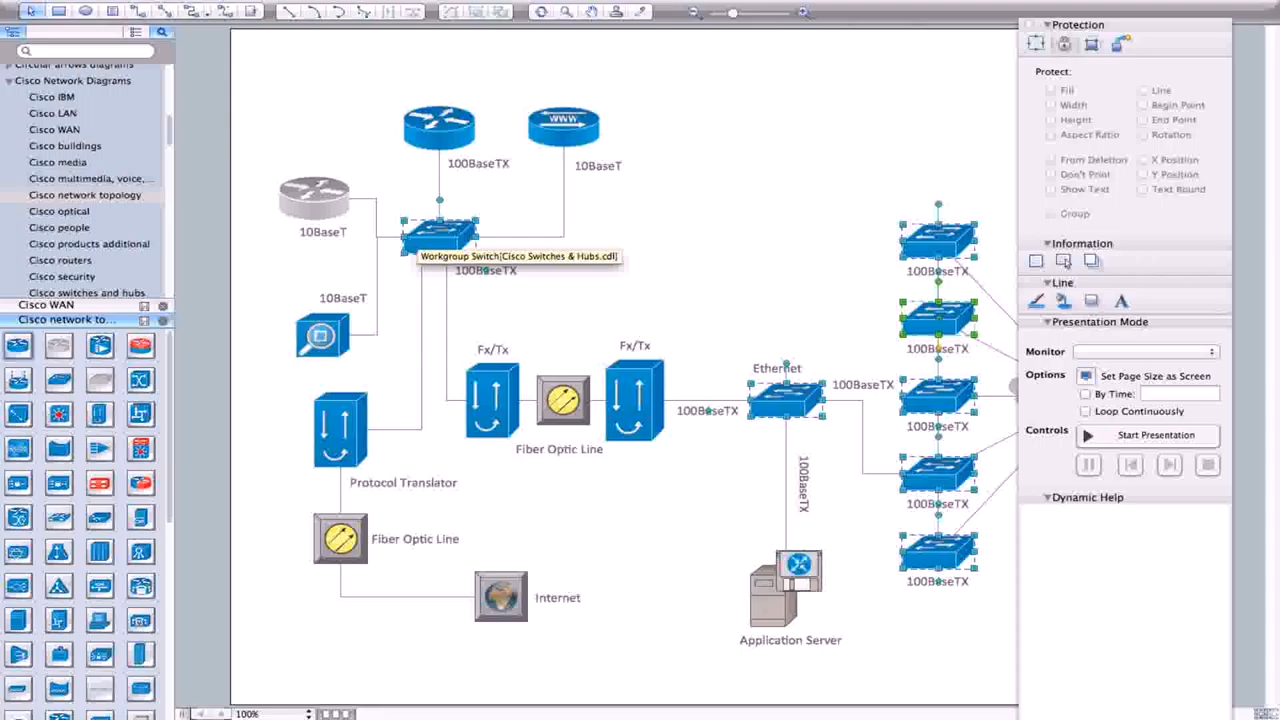 Circular arrows diagrams
Cisco Network Diagrams
Cisco IBM
Cisco LAN
Cisco WAN
Cisco buildings
Cisco media
Cisco multimedia, voice,...
Cisco network topology
Cisco optical
Cisco people
Cisco products additional
Cisco routers
Cisco security
Cisco switches and hubs
Cisco WAN
Cisco network to...
WWW
100BaseTX
10BaseT
10BaseT
Workgroup Switch[Cisco Switches & Hubs.cdl]
100BaseTX
10BaseT
Fx/Tx
Fx/Tx
Fiber Optic Line
100BaseTX
Ethernet
100BaseTX
100BaseTX
Protocol Translator
Fiber Optic Line
Internet
Application Server
100BaseTX
100BaseTX
100BaseTX
100BaseTX
100BaseTX
100%
Protection
Protect:
Fill
Line
Width
Begin Point
Height
End Point
Aspect Ratio
Rotation
From Deletion
X Position
Don't Print
Y Position
Show Text
Text Bound
Group
Information
Line
A
Presentation Mode
Monitor
Options
Set Page Size as Screen
By Time:
Loop Continuously
Controls
Start Presentation
Dynamic Help